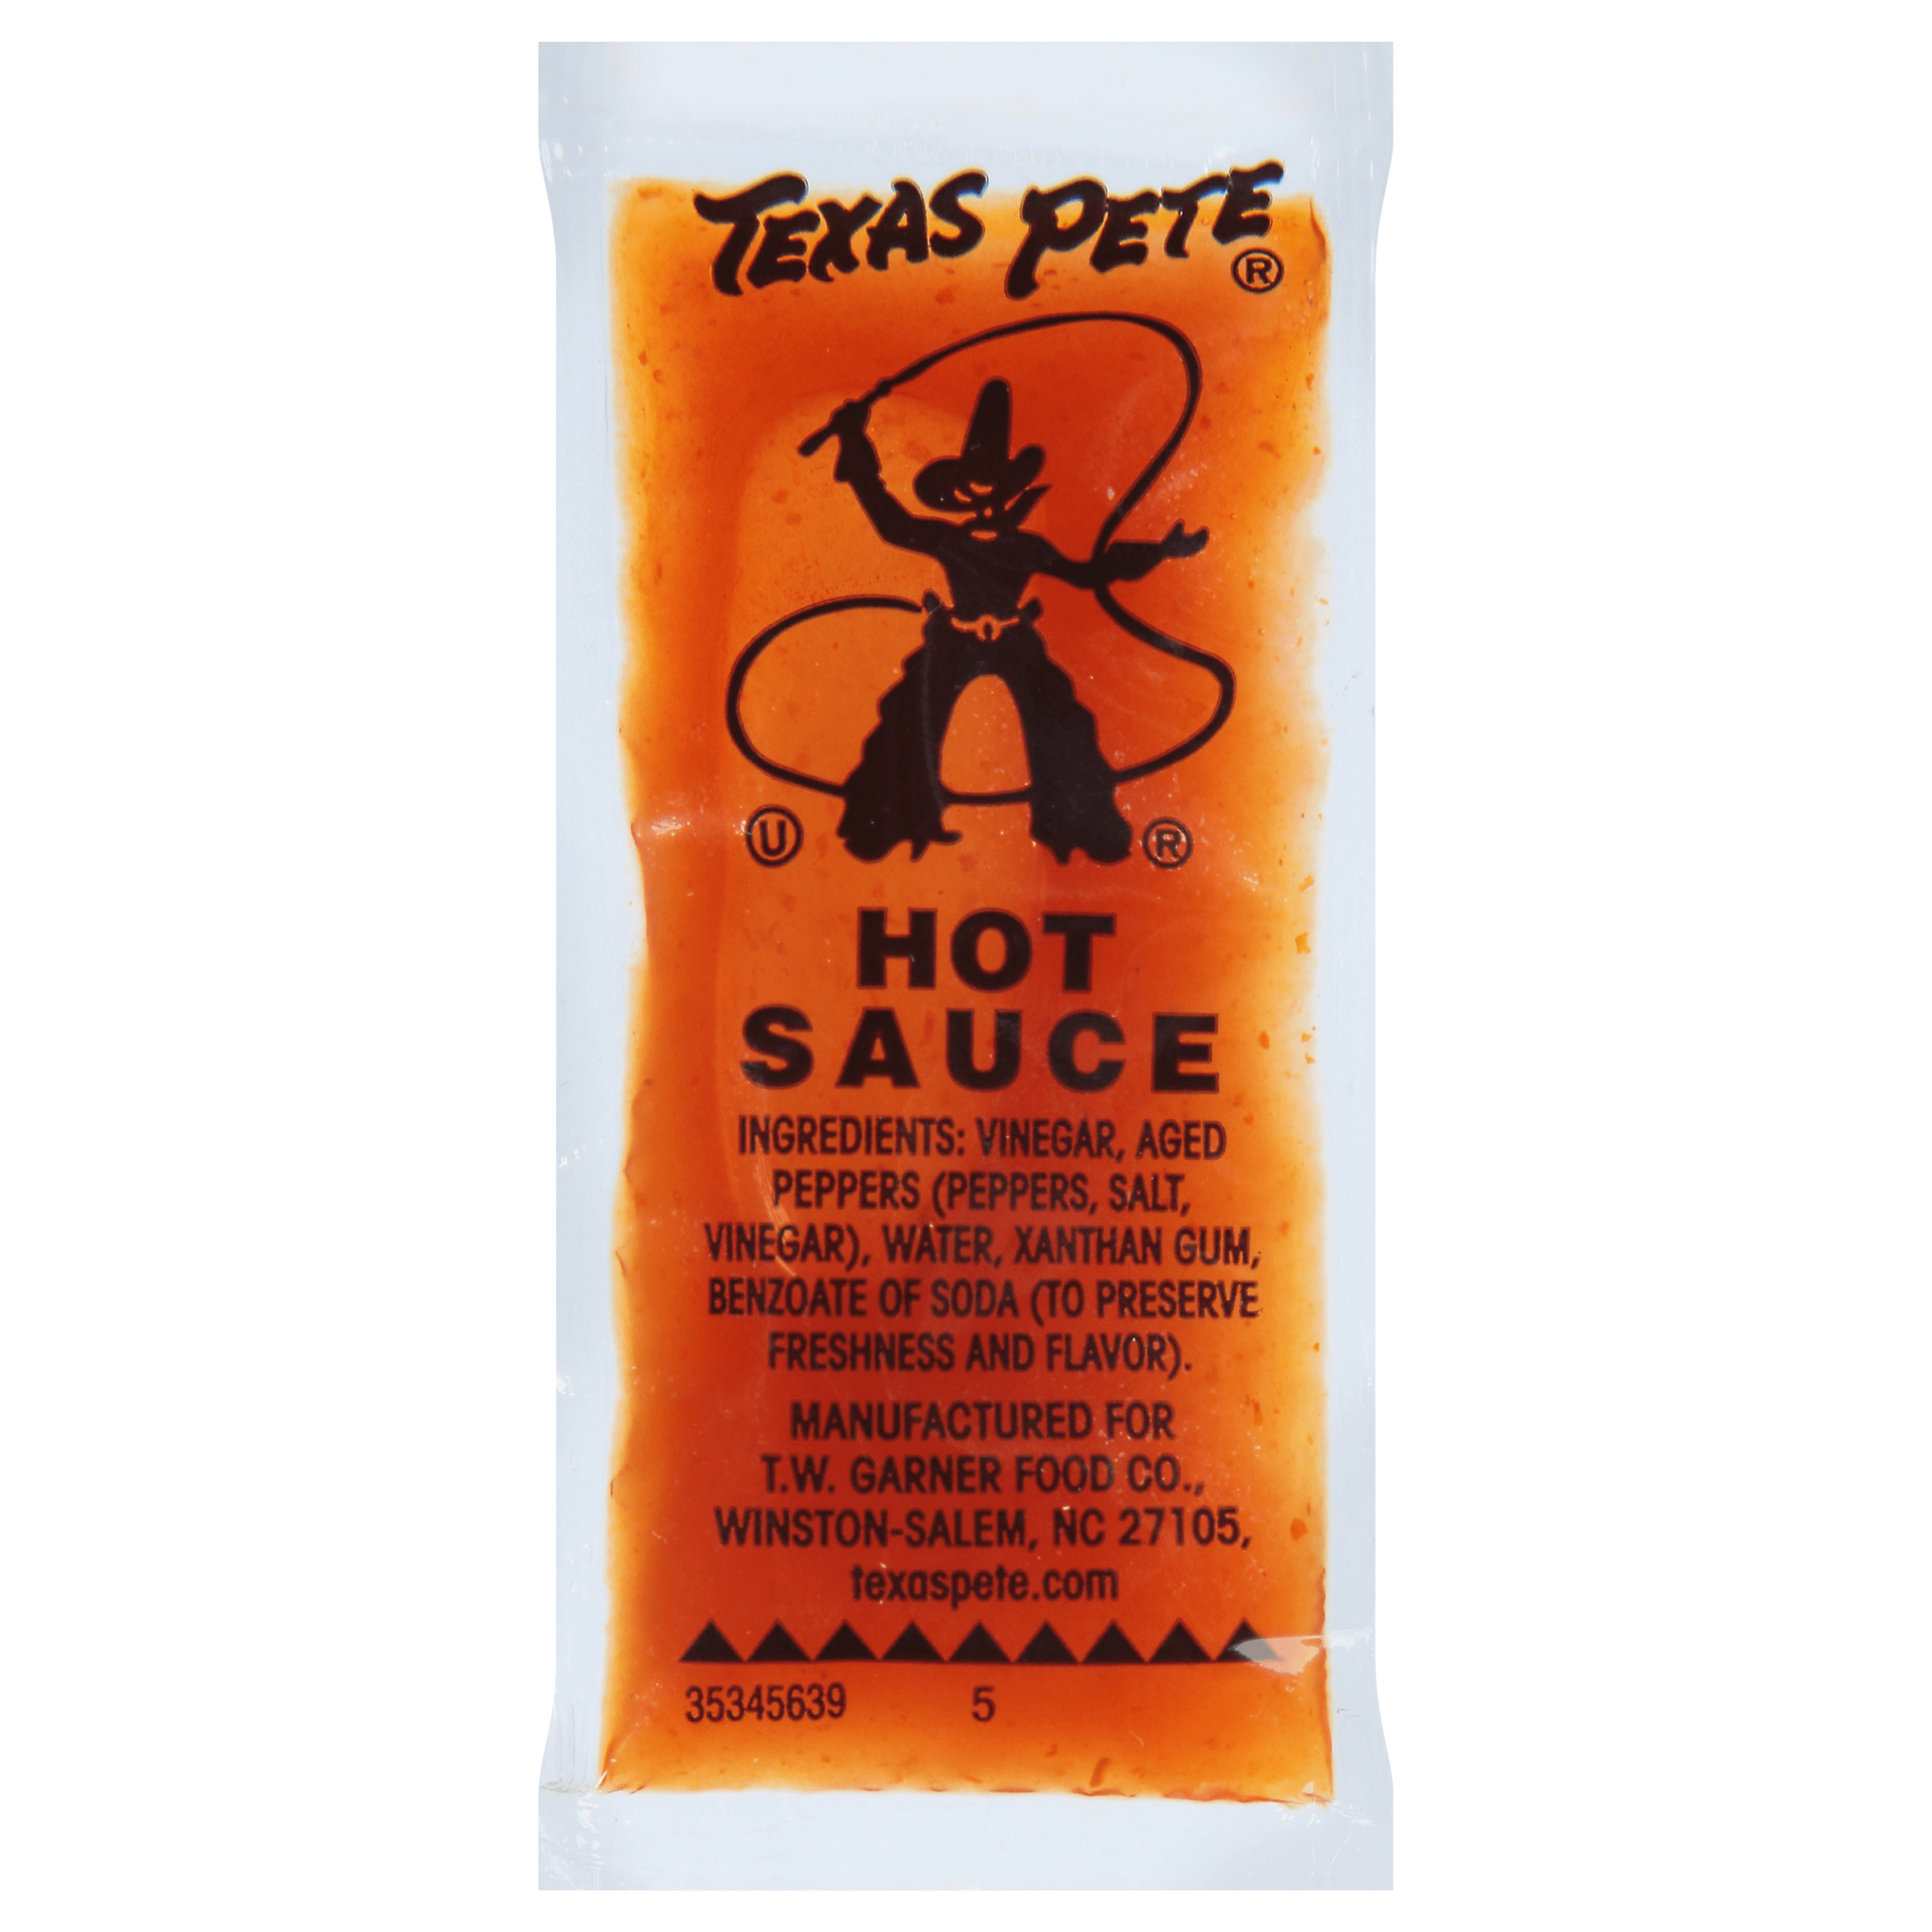 TEXAS PETE
®
Ⓤ ®
HOT
SAUCE
INGREDIENTS: VINEGAR, AGED
PEPPERS (PEPPERS, SALT,
VINEGAR), WATER, XANTHAN GUM,
BENZOATE OF SODA (TO PRESERVE
FRESHNESS AND FLAVOR).
MANUFACTURED FOR
T.W. GARNER FOOD CO.,
WINSTON-SALEM, NC 27105,
texaspete.com
35345639 5